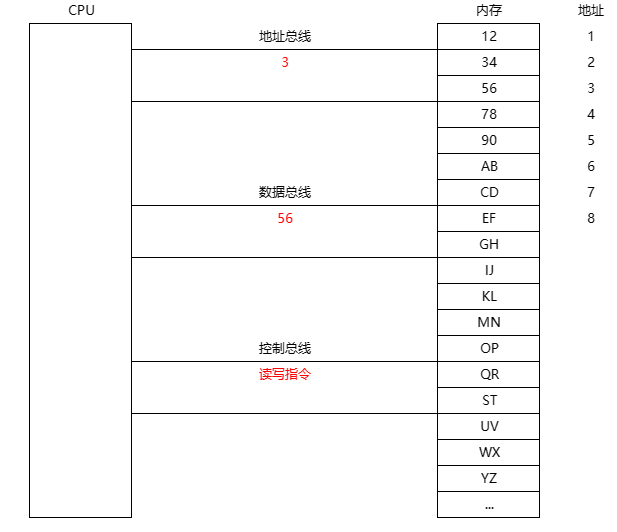 CPU 内存 地址
地址总线 12 1
3 34 2
56 3
78 4
90 5
AB 6
数据总线 CD 7
56 EF 8
GH
IJ
KL
MN
控制总线 OP
读写指令 QR
ST
UV
WX
YZ
...